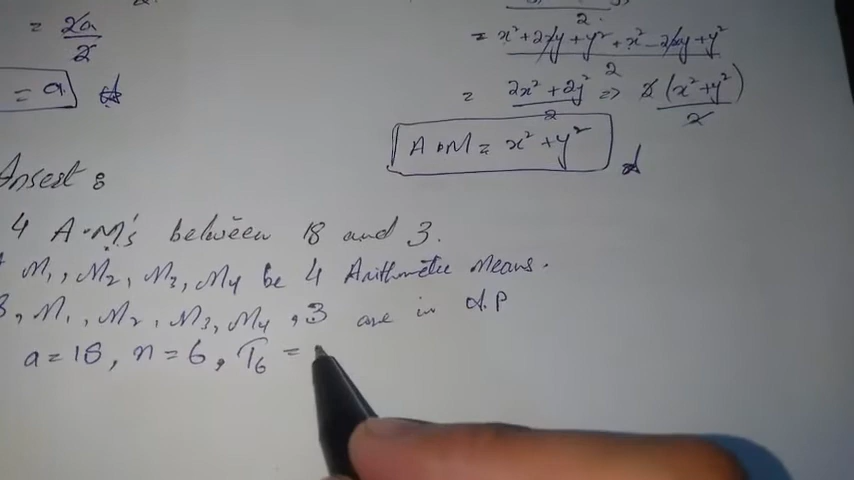 = 2a
2
= a
= x² + 2xy + y² + x² - 2xy + y²
2
= 2x² + 2y² => 2(x² + y²)
2 2
A.M = x² + y²
Insert :
4 A.M's between 18 and 3.
M₁, M₂, M₃, M₄ be 4 Arithmetic Means.
, M₁, M₂, M₃, M₄, 3 are in A.P
a = 18, n = 6, T₆ =